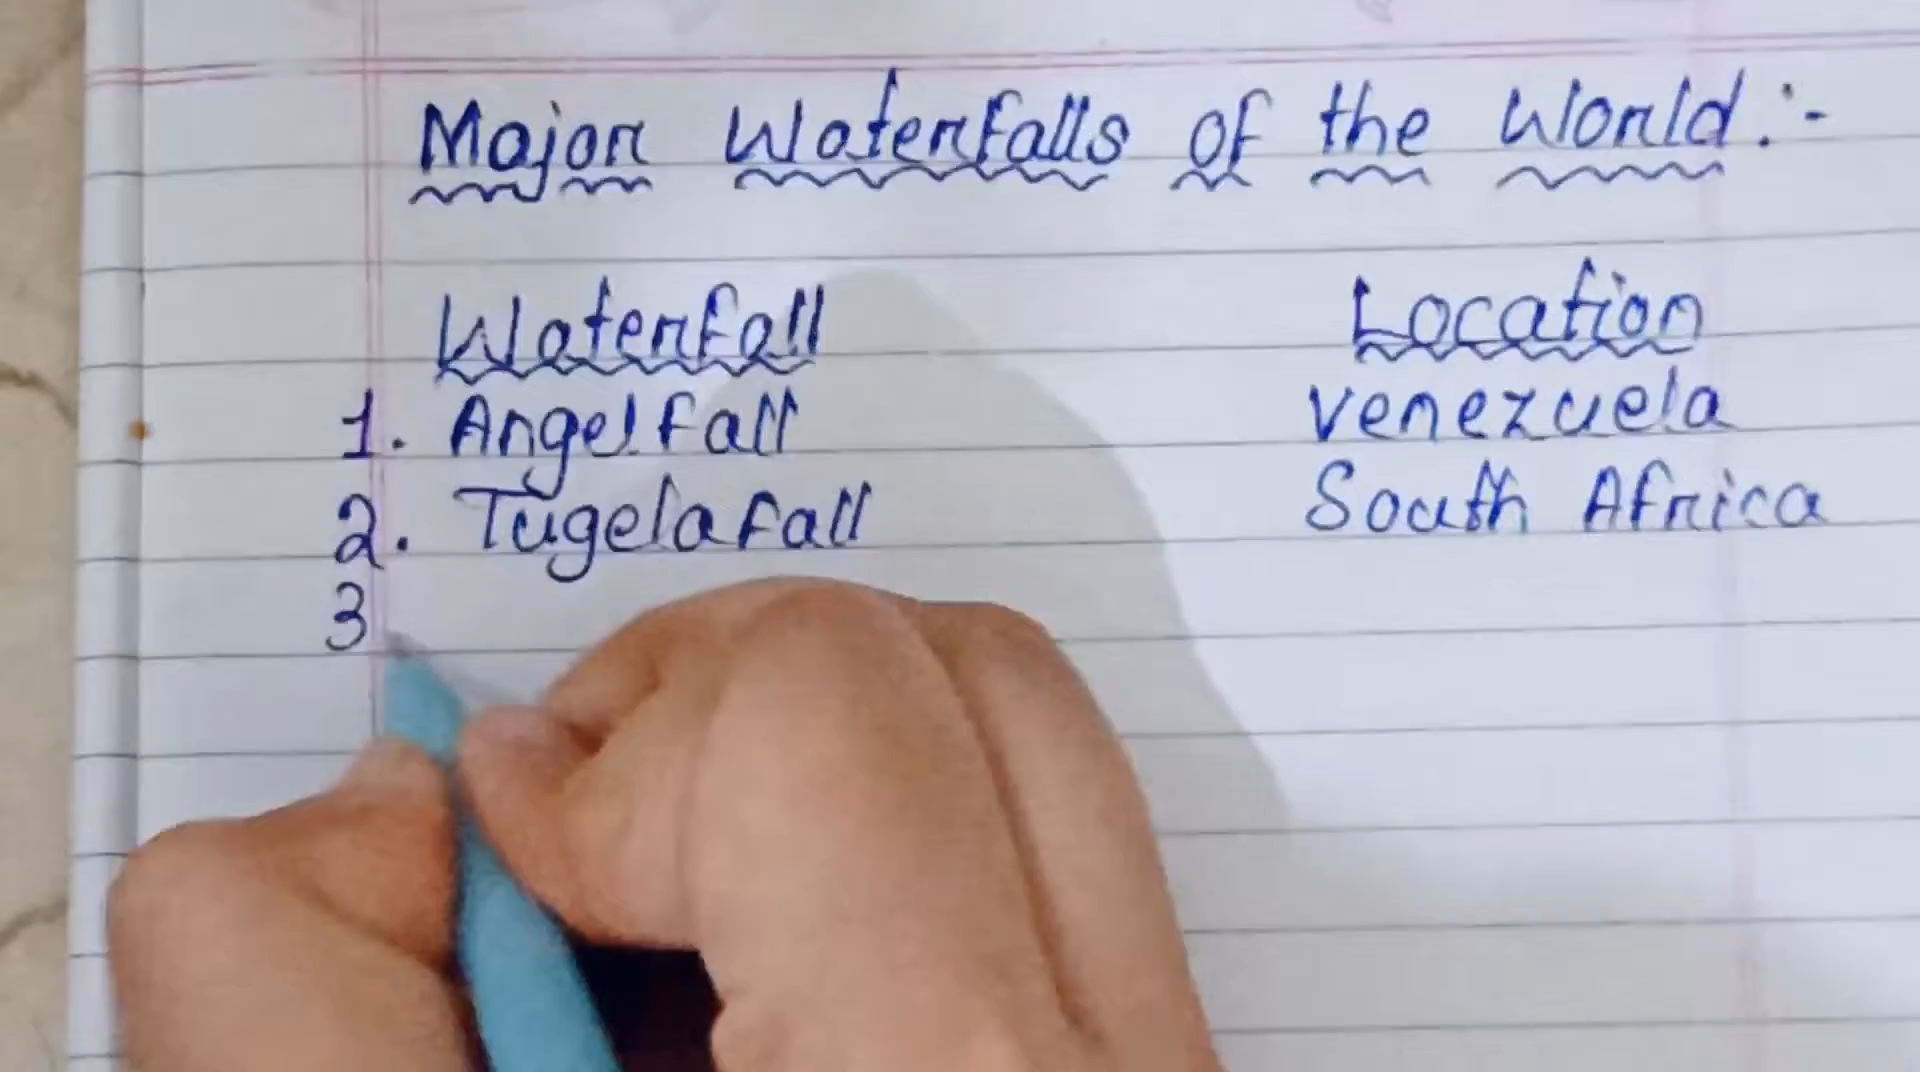 Major Waterfalls of the World :-
Waterfall Location
1. Angel fall Venezuela
2. Tugela fall South Africa
3